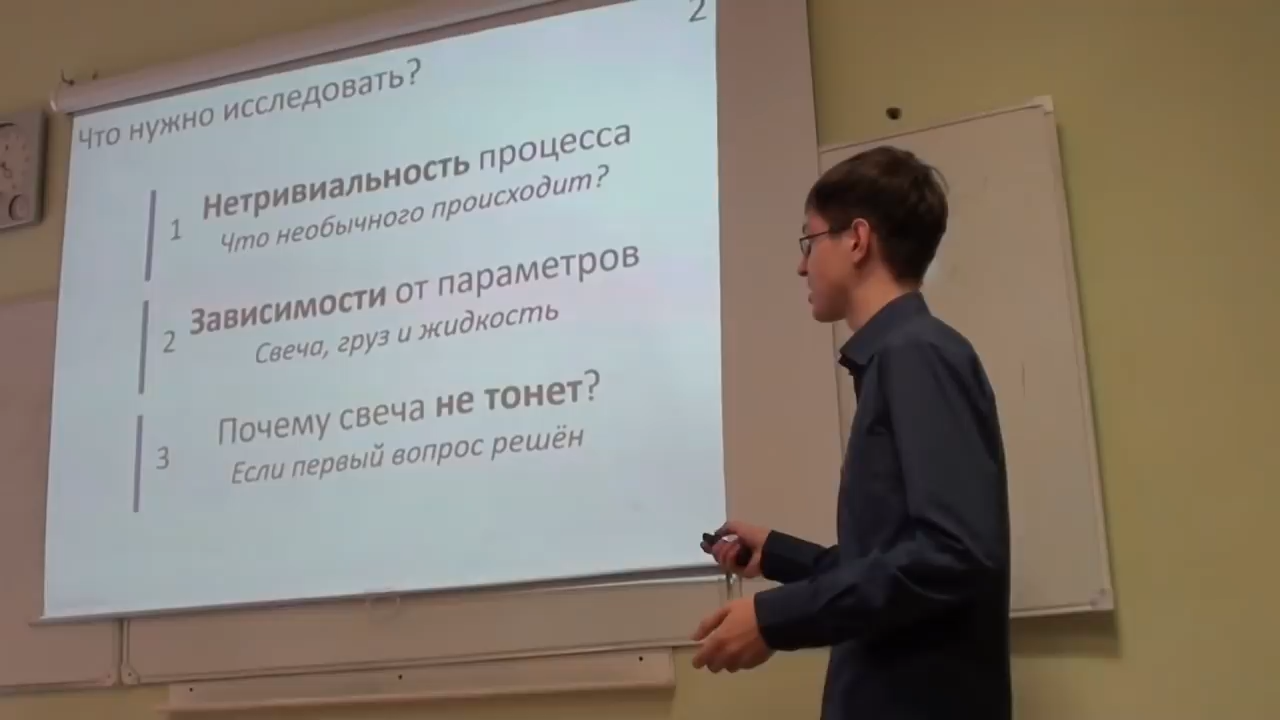 2
Что нужно исследовать?
1
Нетривиальность процесса
Что необычного происходит?
2
Зависимости от параметров
Свеча, груз и жидкость
3
Почему свеча не тонет?
Если первый вопрос решён